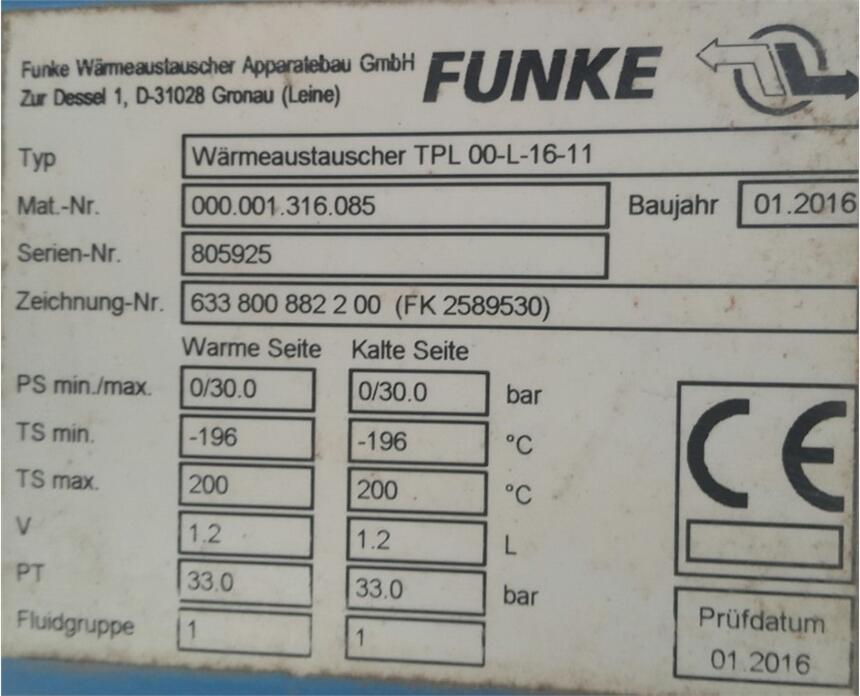 Funke Wärmeaustauscher Apparatebau GmbH FUNKE
Zur Dessel 1, D-31028 Gronau (Leine)
Typ Wärmeaustauscher TPL 00-L-16-11
Mat.-Nr. 000.001.316.085 Baujahr 01.2016
Serien-Nr. 805925
Zeichnung-Nr. 633 800 882 2 00 (FK 2589530)
Warme Seite Kalte Seite
PS min./max. 0/30.0 0/30.0 bar
TS min. -196 -196 °C
TS max. 200 200 °C
V 1.2 1.2 L
PT 33.0 33.0 bar
Fluidgruppe 1 1
CE
Prüfdatum
01.2016